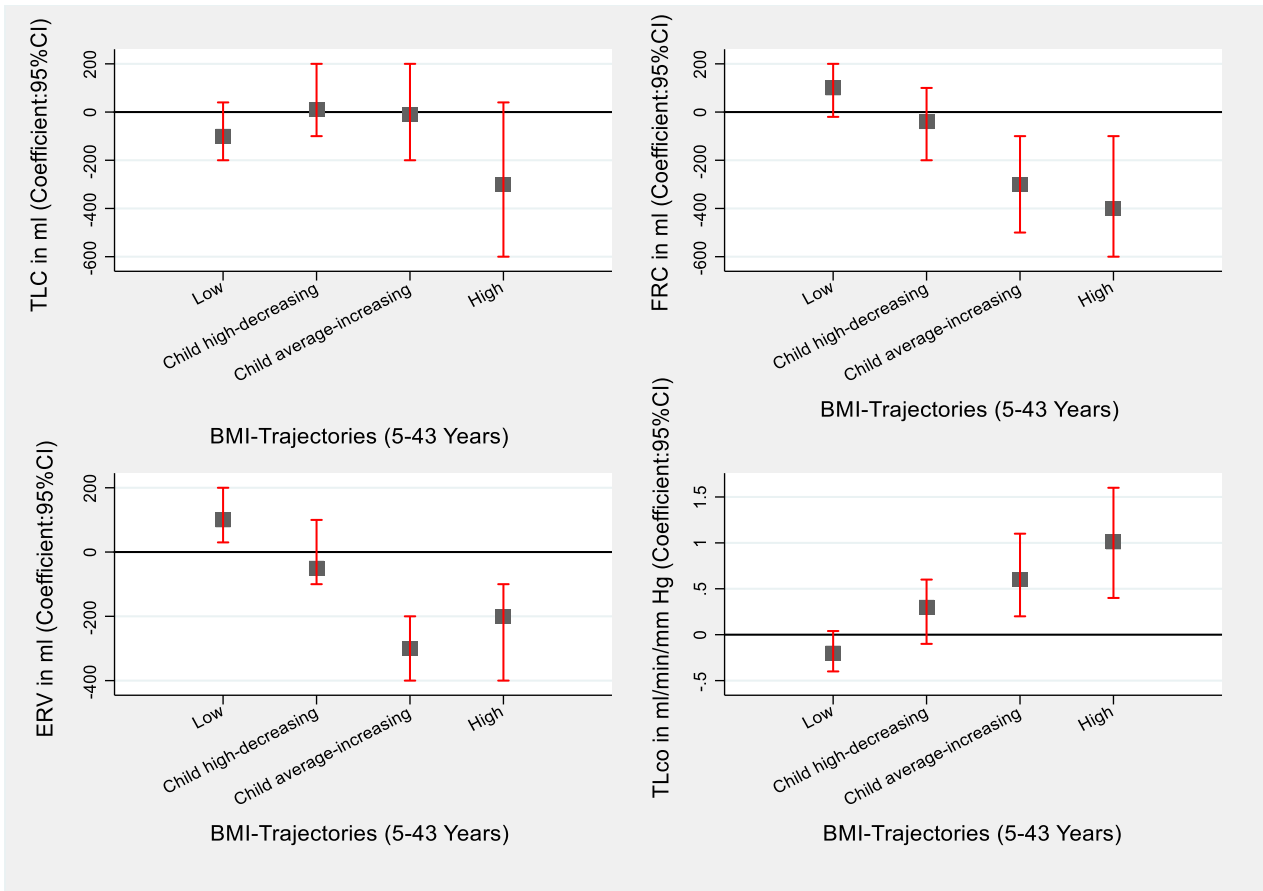 TLC in ml (Coefficient:95%CI)
200
0
-200
-400
-600
Low
Child high-decreasing
Child average-increasing
High
BMI-Trajectories (5-43 Years)
FRC in ml (Coefficient:95%CI)
200
0
-200
-400
-600
Low
Child high-decreasing
Child average-increasing
High
BMI-Trajectories (5-43 Years)
ERV in ml (Coefficient:95%CI)
200
0
-200
-400
Low
Child high-decreasing
Child average-increasing
High
BMI-Trajectories (5-43 Years)
TLco in ml/min/mm Hg (Coefficient:95%CI)
1.5
1
.5
0
-.5
Low
Child high-decreasing
Child average-increasing
High
BMI-Trajectories (5-43 Years)